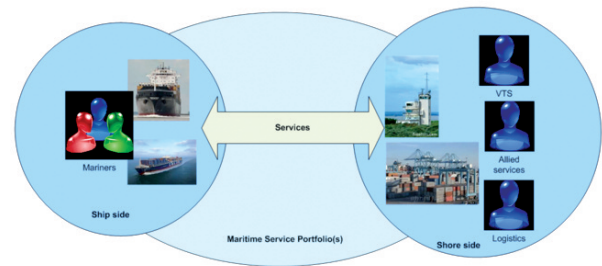 VTS
Services
Allied
services
Mariners
Ship side
Logistics
Maritime Service Portfolio(s)
Shore side